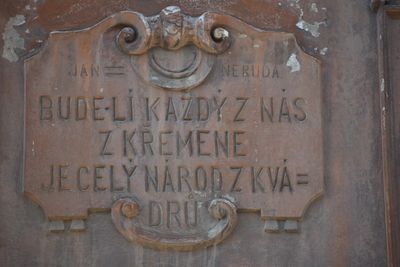 JAN = NERUDA
BUDE-LI KAŽDÝ Z NÁS
Z KŘEMENE
JE CELÝ NÁROD Z KVÁ=
DRŮ